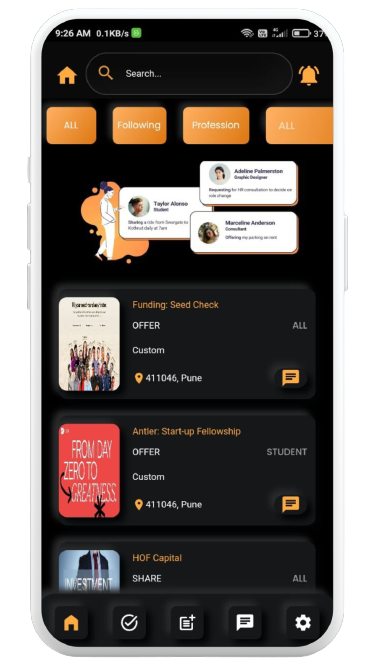 9:26 AM 0.1KB/s
37
Search...
ALL
Following
Profession
ALL
Adeline Palmerston
Graphic Designer
Requesting for HR consultation to decide on
role change
Taylor Alonso
Student
Sharing a ride from
Kothrud daily at 7am
Marceline Anderson
Consultant
Offering my parking on rent
Funding: Seed Check
OFFER
ALL
Custom
411046, Pune
Antler: Start-up Fellowship
OFFER
STUDENT
FROM DAY
ZERO TO
GREATNESS.
Custom
411046, Pune
HOF Capital
SHARE
ALL
INVESTMENT